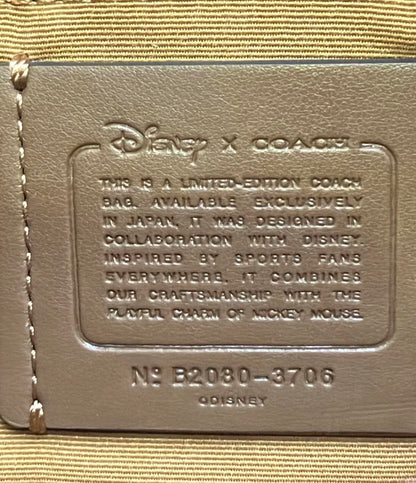 Disney X COACH
THIS IS A LIMITED-EDITION COACH
BAG. AVAILABLE EXCLUSIVELY
IN JAPAN, IT WAS DESIGNED IN
COLLABORATION WITH DISNEY.
INSPIRED BY SPORTS FANS
EVERYWHERE, IT COMBINES
OUR CRAFTSMANSHIP WITH THE
PLAYFUL CHARM OF MICKEY MOUSE.
Nº B2080-3706
©DISNEY